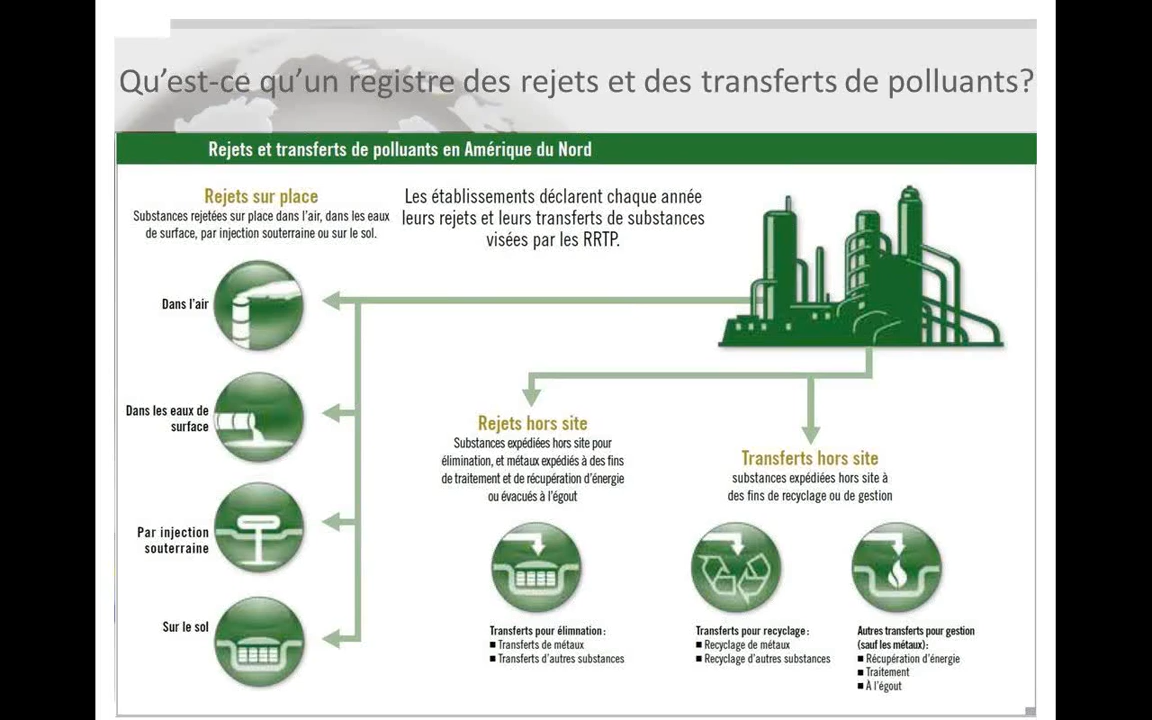 Qu'est-ce qu'un registre des rejets et des transferts de polluants?
Rejets et transferts de polluants en Amérique du Nord
Rejets sur place
Substances rejetées sur place dans l'air, dans les eaux
de surface, par injection souterraine ou sur le sol.
Les établissements déclarent chaque année
leurs rejets et leurs transferts de substances
visées par les RRTP.
Dans l'air
Dans les eaux de
surface
Par injection
souterraine
Sur le sol
Rejets hors site
Substances expédiées hors site pour
élimination, et métaux expédiés à des fins
de traitement et de récupération d'énergie
ou évacués à l'égout
Transferts hors site
substances expédiées hors site à
des fins de recyclage ou de gestion
Transferts pour élimnation :
■ Transferts de métaux
■ Transferts d'autres substances
Transferts pour recyclage :
■ Recyclage de métaux
■ Recyclage d'autres substances
Autres transferts pour gestion
(sauf les métaux) :
■ Récupération d'énergie
■ Traitement
■ À l'égout